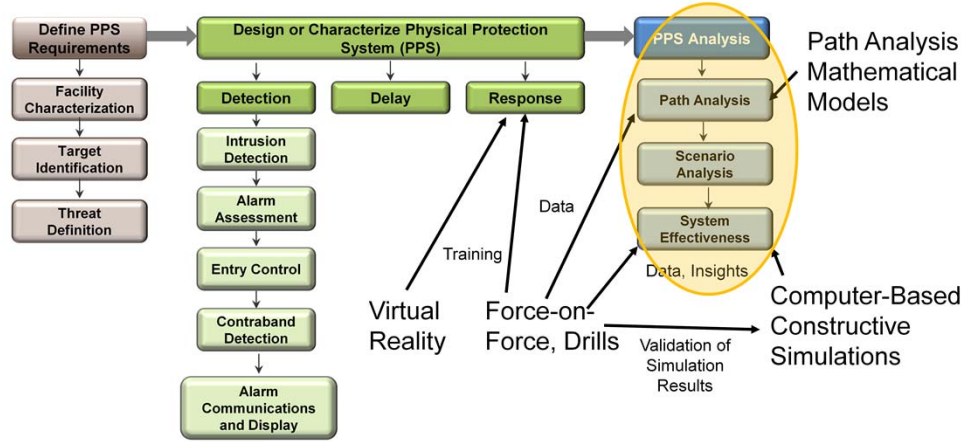 Define PPS
Requirements
Design or Characterize Physical Protection
System (PPS)
PPS Analysis
Path Analysis
Mathematical
Models
Facility
Characterization
Detection
Delay
Response
Path Analysis
Target
Identification
Intrusion
Detection
Scenario
Analysis
Threat
Definition
Alarm
Assessment
Data
System
Effectiveness
Training
Entry Control
Data, Insights
Virtual
Reality
Force-on-
Force, Drills
Computer-Based
Constructive
Simulations
Contraband
Detection
Validation of
Simulation
Results
Alarm
Communications
and Display